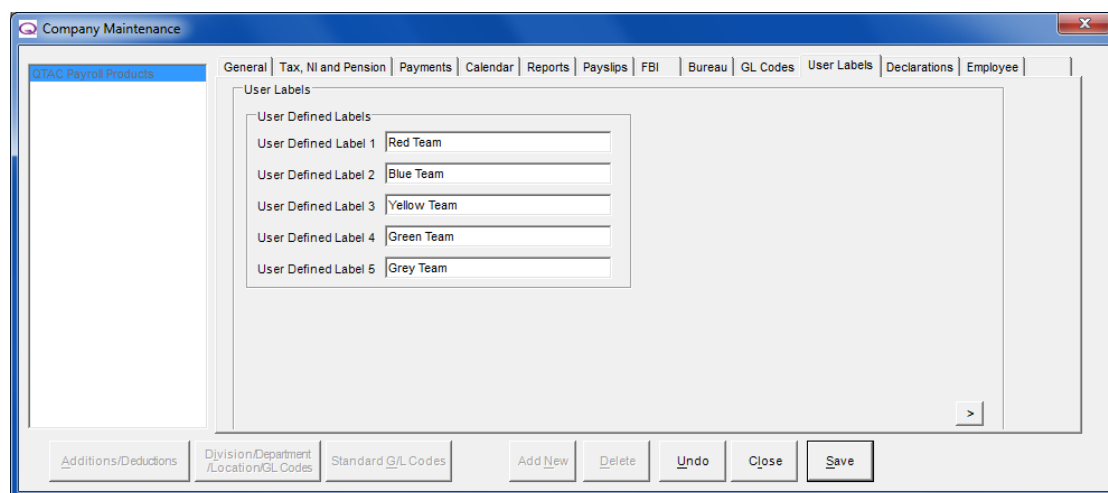 Company Maintenance
QTAC Payroll Products
General Tax, NI and Pension Payments Calendar Reports Payslips FBI Bureau GL Codes User Labels Declarations Employee
User Labels
User Defined Labels
User Defined Label 1 Red Team
User Defined Label 2 Blue Team
User Defined Label 3 Yellow Team
User Defined Label 4 Green Team
User Defined Label 5 Grey Team
>
Additions/Deductions Division/Department Standard G/L Codes Add New Delete Undo Close Save
/Location/GL Codes